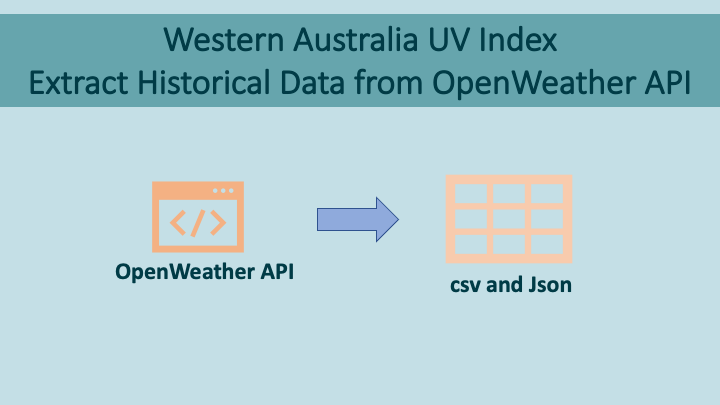 Western Australia UV Index
Extract Historical Data from OpenWeather API
</>
OpenWeather API
csv and Json